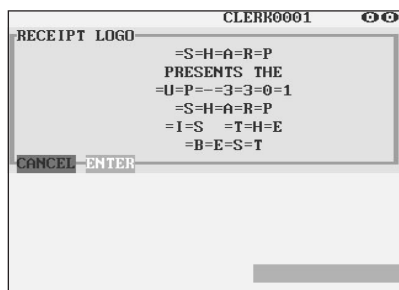 CLERK0001
RECEIPT LOGO
=S=H=A=R=P
PRESENTS THE
=U=P=-=3=3=0=1
=S=H=A=R=P
=I=S =T=H=E
=B=E=S=T
CANCEL ENTER